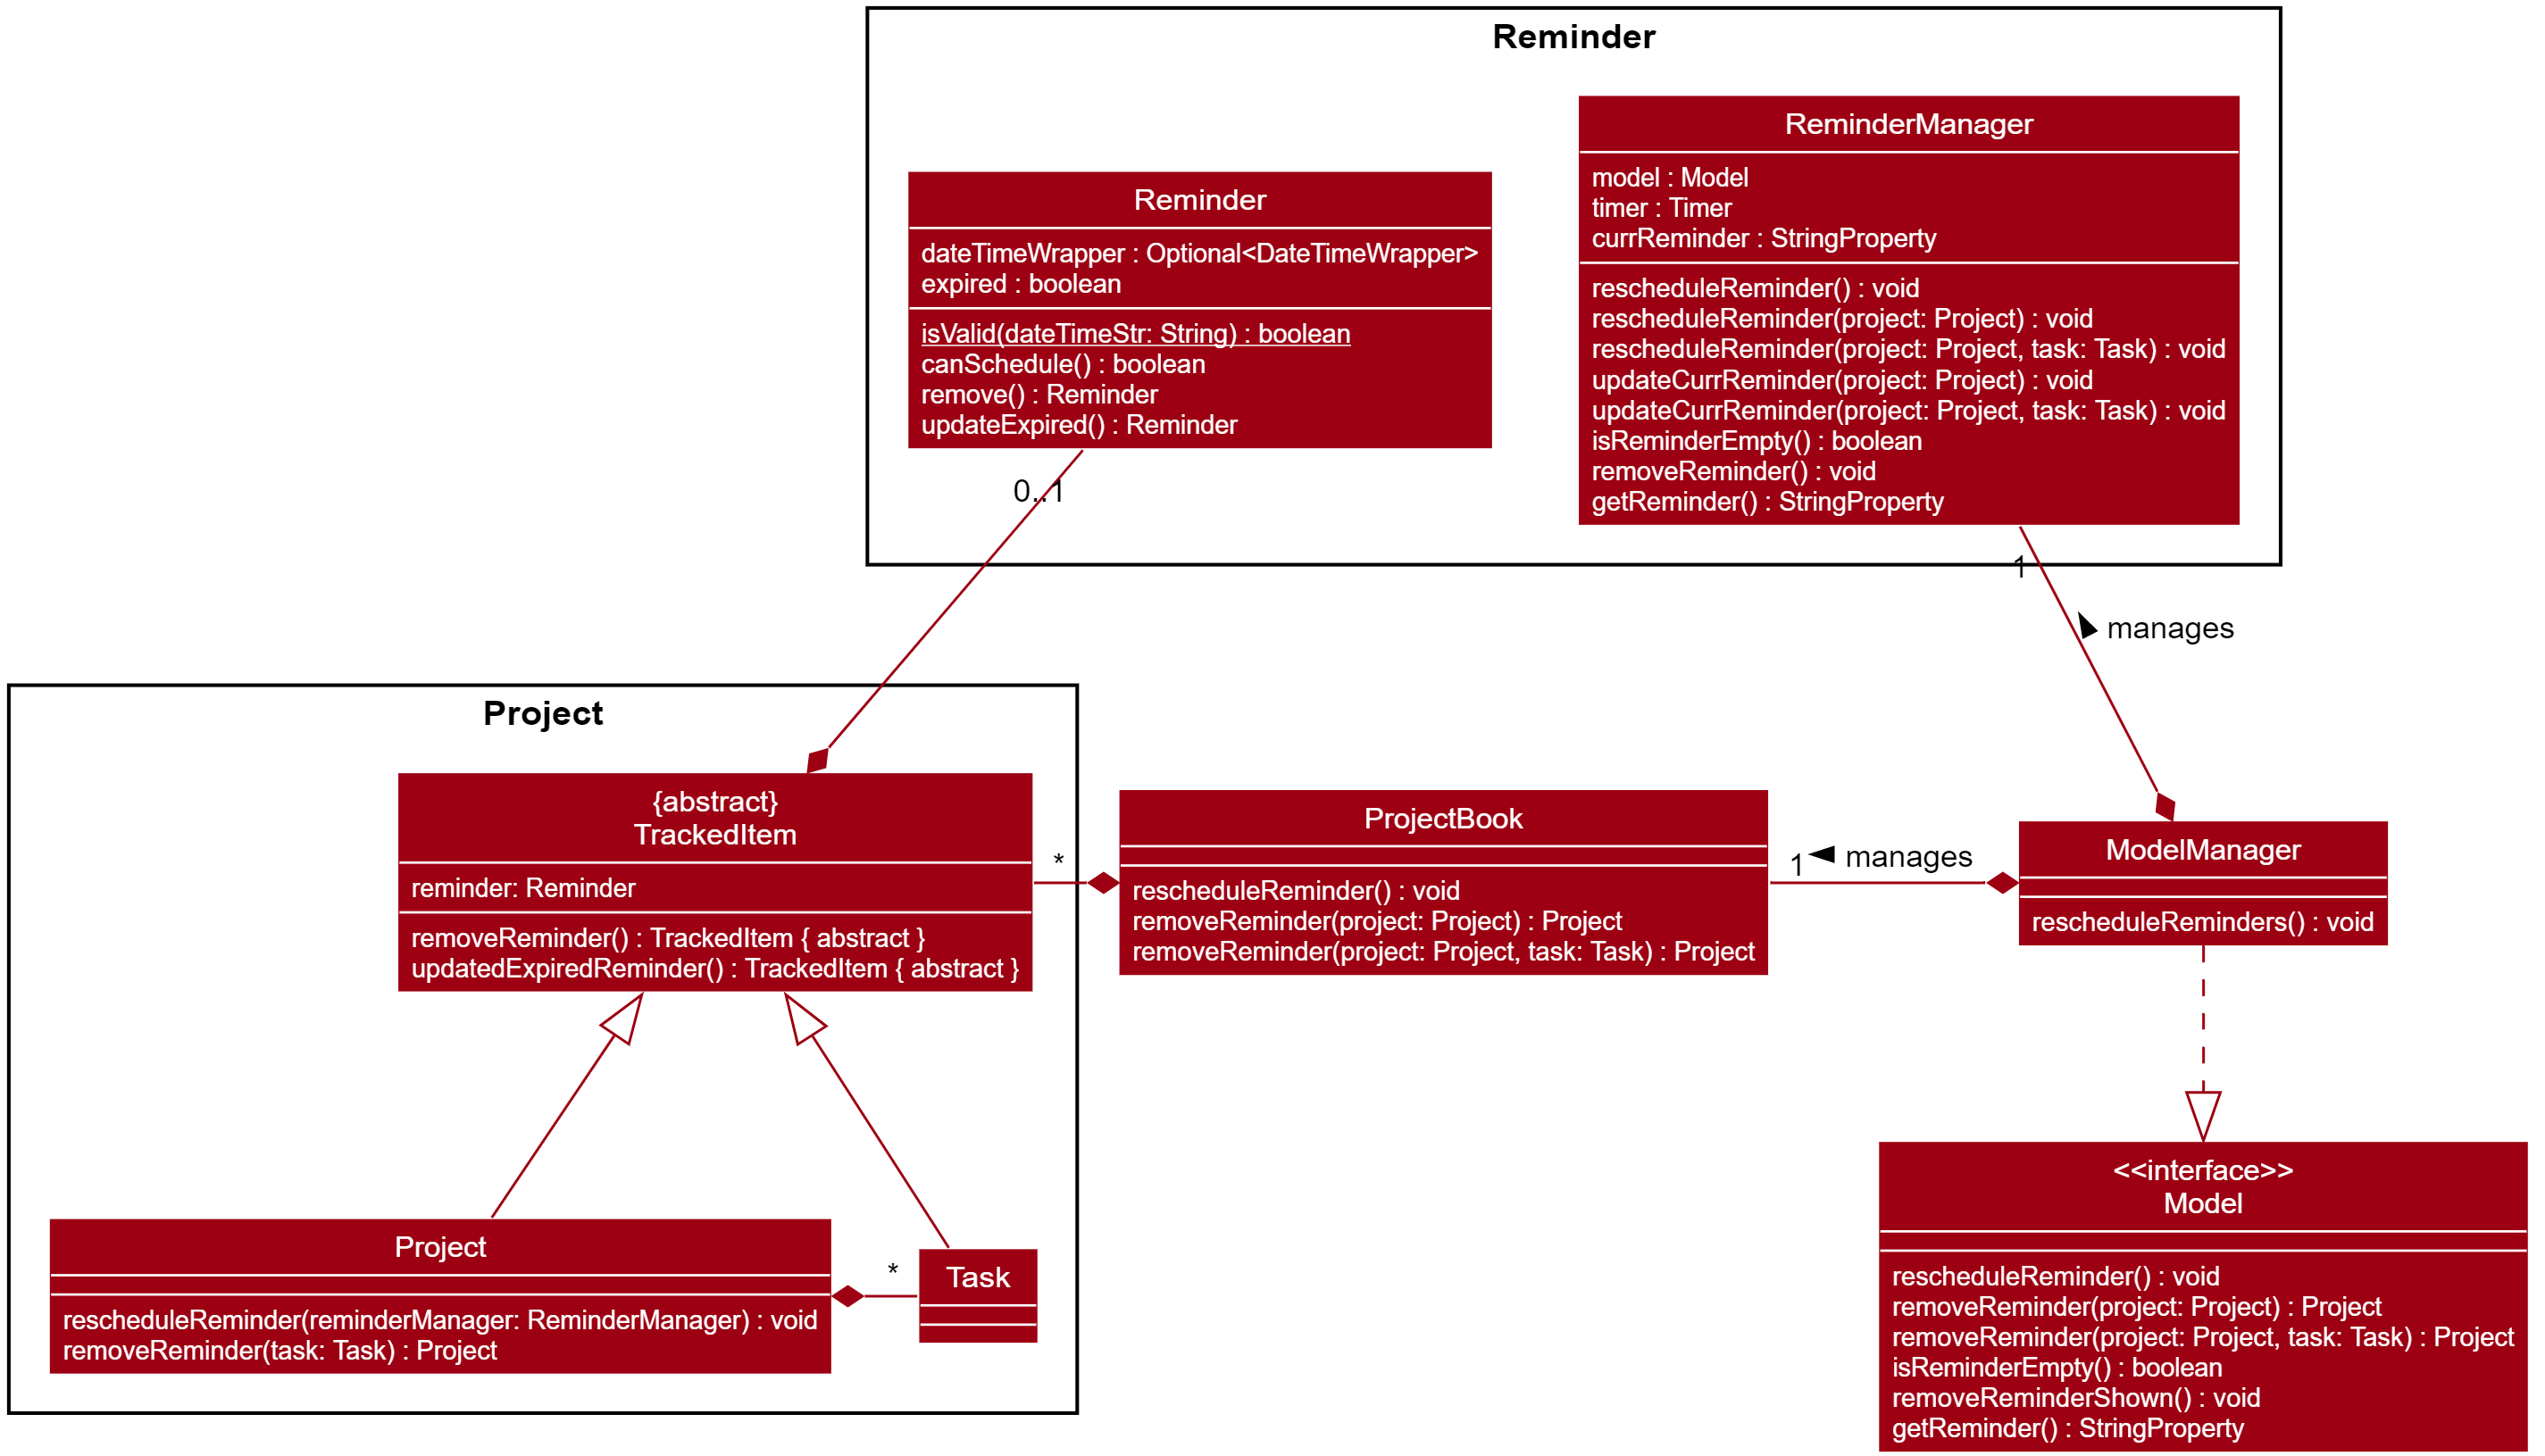 Reminder
ReminderManager
model : Model
timer : Timer
currReminder : StringProperty
rescheduleReminder() : void
rescheduleReminder(project: Project) : void
rescheduleReminder(project: Project, task: Task) : void
updateCurrReminder(project: Project) : void
updateCurrReminder(project: Project, task: Task) : void
isReminderEmpty() : boolean
removeReminder() : void
getReminder() : StringProperty
Reminder
dateTimeWrapper : Optional<DateTimeWrapper>
expired : boolean
isValid(dateTimeStr: String) : boolean
canSchedule() : boolean
remove() : Reminder
updateExpired() : Reminder
0..1
1
manages
Project
{abstract}
TrackedItem
reminder: Reminder
removeReminder() : TrackedItem { abstract }
updatedExpiredReminder() : TrackedItem { abstract }
*
ProjectBook
rescheduleReminder() : void
removeReminder(project: Project) : Project
removeReminder(project: Project, task: Task) : Project
1
manages
ModelManager
rescheduleReminders() : void
Project
rescheduleReminder(reminderManager: ReminderManager) : void
removeReminder(task: Task) : Project
*
Task
<<interface>>
Model
rescheduleReminder() : void
removeReminder(project: Project) : Project
removeReminder(project: Project, task: Task) : Project
isReminderEmpty() : boolean
removeReminderShown() : void
getReminder() : StringProperty